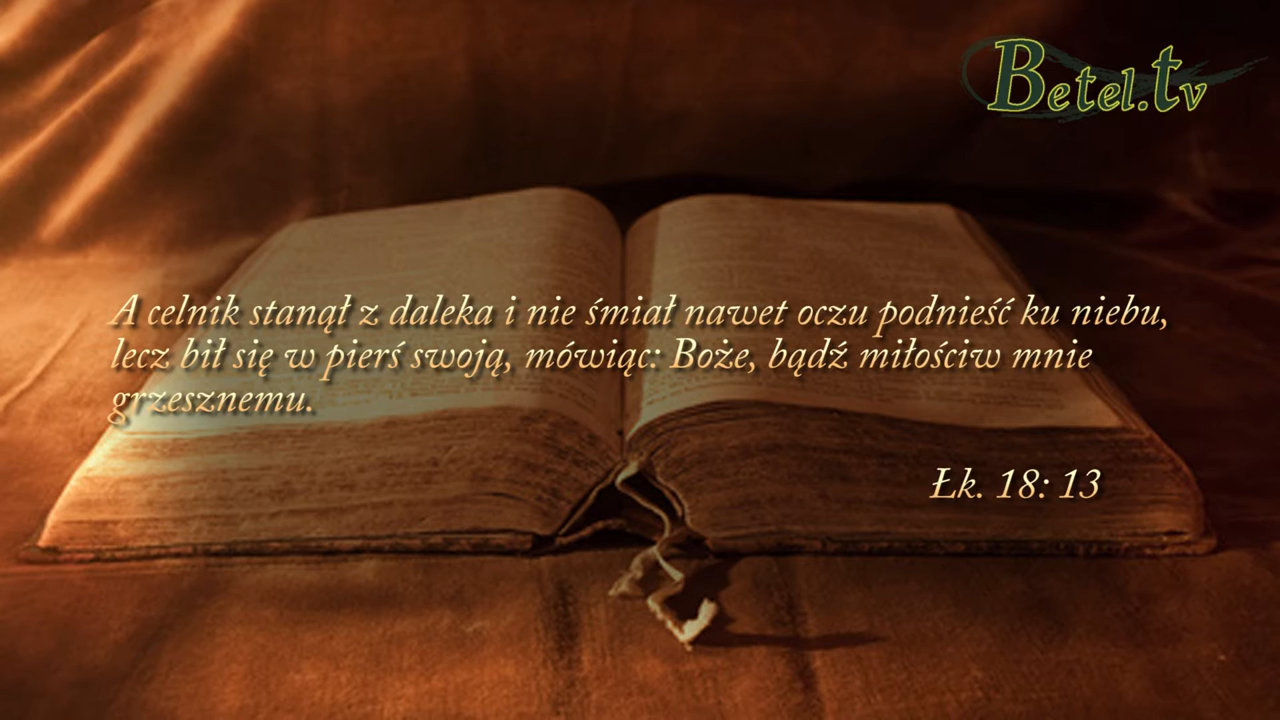 Betel.tv
A celnik stanął z daleka i nie śmiał nawet oczu podnieść ku niebu,
lecz bił się w pierś swoją, mówiąc: Boże, bądź miłościw mnie
grzesznemu.
Łk. 18: 13